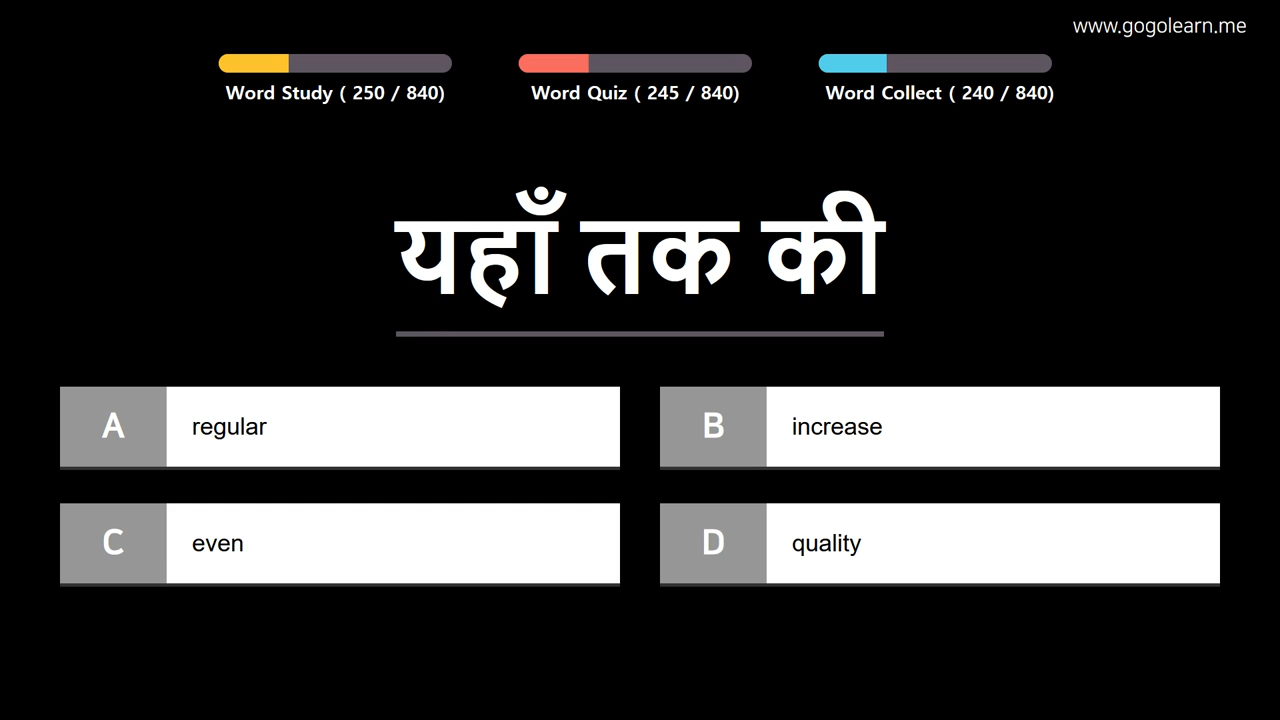 www.gogolearn.me
Word Study ( 250 / 840)
Word Quiz ( 245 / 840)
Word Collect ( 240 / 840)
यहाँ तक की
A
regular
B
increase
C
even
D
quality